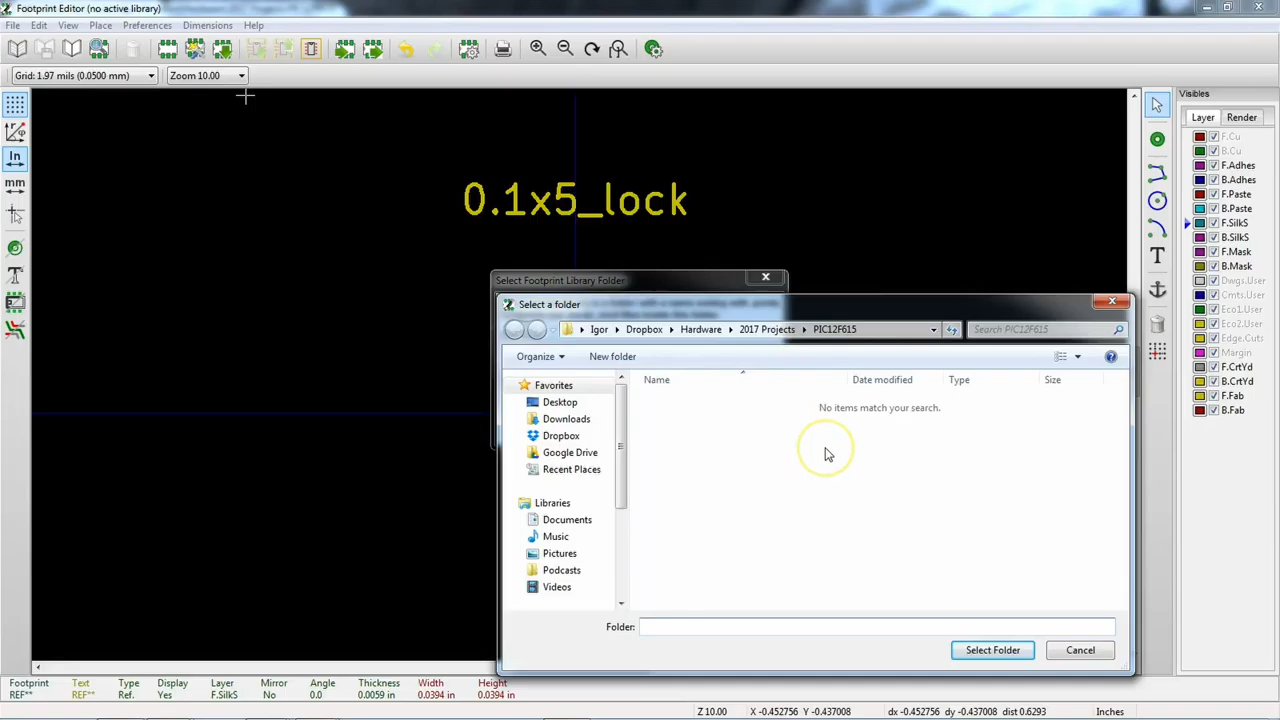 Footprint Editor (no active library)
File Edit View Place Preferences Dimensions Help
Grid: 1.97 mils (0.0500 mm) Zoom 10.00
In
mm
0.1x5_lock
Select Footprint Library Folder
Select a folder
Igor Dropbox Hardware 2017 Projects PIC12F615 Search PIC12F615
Organize New folder
Name Date modified Type Size
No items match your search.
Favorites
Desktop
Downloads
Dropbox
Google Drive
Recent Places
Libraries
Documents
Music
Pictures
Podcasts
Videos
Folder:
Select Folder Cancel
Visibles
Layer Render
F.Cu
B.Cu
F.Adhes
B.Adhes
F.Paste
B.Paste
F.SilkS
B.SilkS
F.Mask
B.Mask
Dwgs.User
Cmts.User
Eco1.User
Eco2.User
Edge.Cuts
Margin
F.CrtYd
B.CrtYd
F.Fab
B.Fab
Footprint Text Type Display Layer Mirror Angle Thickness Width Height
REF** REF** Ref. Yes F.SilkS No 0.0 0.0059 in 0.0394 in 0.0394 in
Z 10.00 X -0.452756 Y -0.437008 dx -0.452756 dy -0.437008 dist 0.6293 Inches